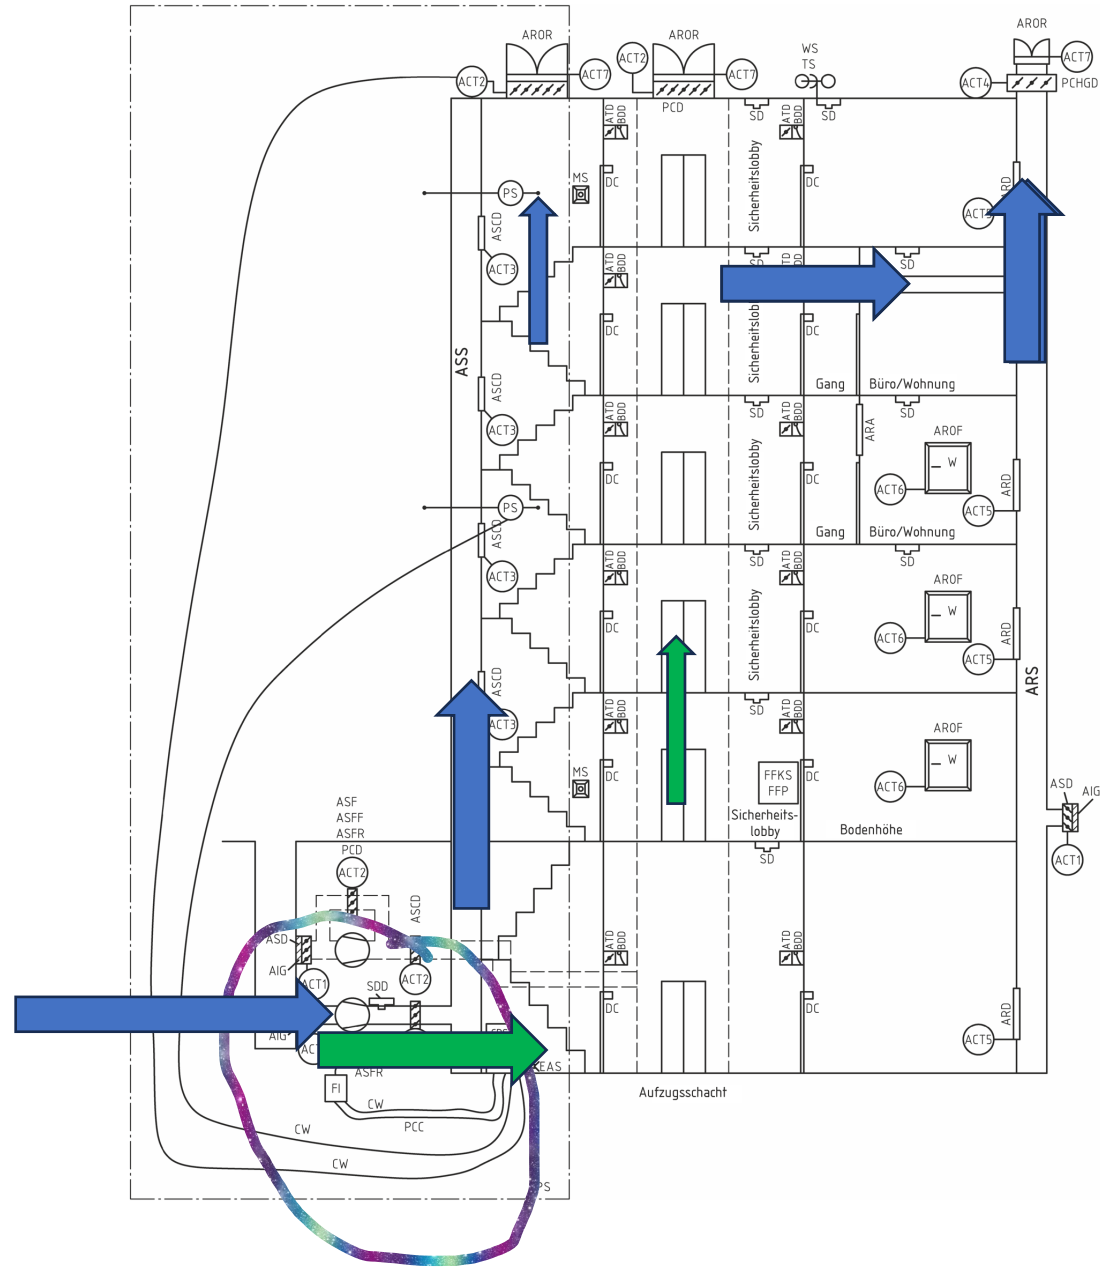 AROR
AROR
AROR
WS
TS
ACT2
ACT7
ACT2
ACT7
ACT4
ACT7
PCHGD
PCD
SD
SD
ATD
BDD
ATD
BDD
MS
DC
Sicherheitslobby
DC
ARD
PS
ASCD
ACT3
SD
SD
ATD
BDD
ATD
BDD
DC
DC
ASS
Gang
Büro/Wohnung
ASCD
ACT3
SD
SD
ATD
BDD
ATD
BDD
ARA
AROF
W
DC
Sicherheitslobby
DC
ARD
ACT6
ACT5
PS
ASCD
Gang
Büro/Wohnung
ACT3
SD
SD
ATD
BDD
ATD
BDD
AROF
W
DC
Sicherheitslobby
DC
ARD
ACT6
ACT5
ASCD
ARS
ACT3
SD
ATD
BDD
ATD
BDD
AROF
W
MS
DC
FFKS
FFP
DC
ACT6
ASD
AIG
ASF
ASFF
ASFR
PCD
Sicherheits-
lobby
Bodenhöhe
ACT2
SD
ACT1
ASCD
ASD
AIG
ACT1
ACT2
ATD
BDD
ATD
BDD
SDD
DC
DC
ARD
AIG
ACT5
ASFR
EAS
FI
CW
PCC
Aufzugsschacht
CW
CW
PS